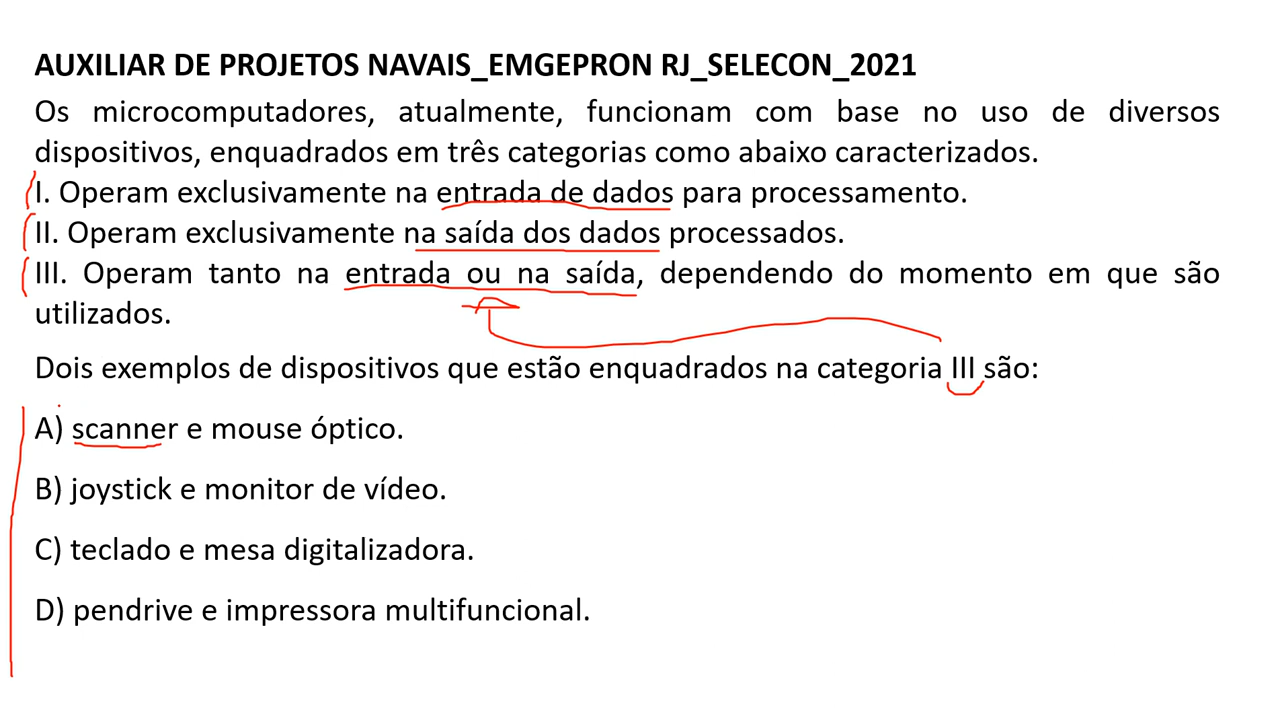 AUXILIAR DE PROJETOS NAVAIS_EMGEPRON RJ_SELECON_2021
Os microcomputadores, atualmente, funcionam com base no uso de diversos
dispositivos, enquadrados em três categorias como abaixo caracterizados.
I. Operam exclusivamente na entrada de dados para processamento.
II. Operam exclusivamente na saída dos dados processados.
III. Operam tanto na entrada ou na saída, dependendo do momento em que são
utilizados.
Dois exemplos de dispositivos que estão enquadrados na categoria III são:
A) scanner e mouse óptico.
B) joystick e monitor de vídeo.
C) teclado e mesa digitalizadora.
D) pendrive e impressora multifuncional.